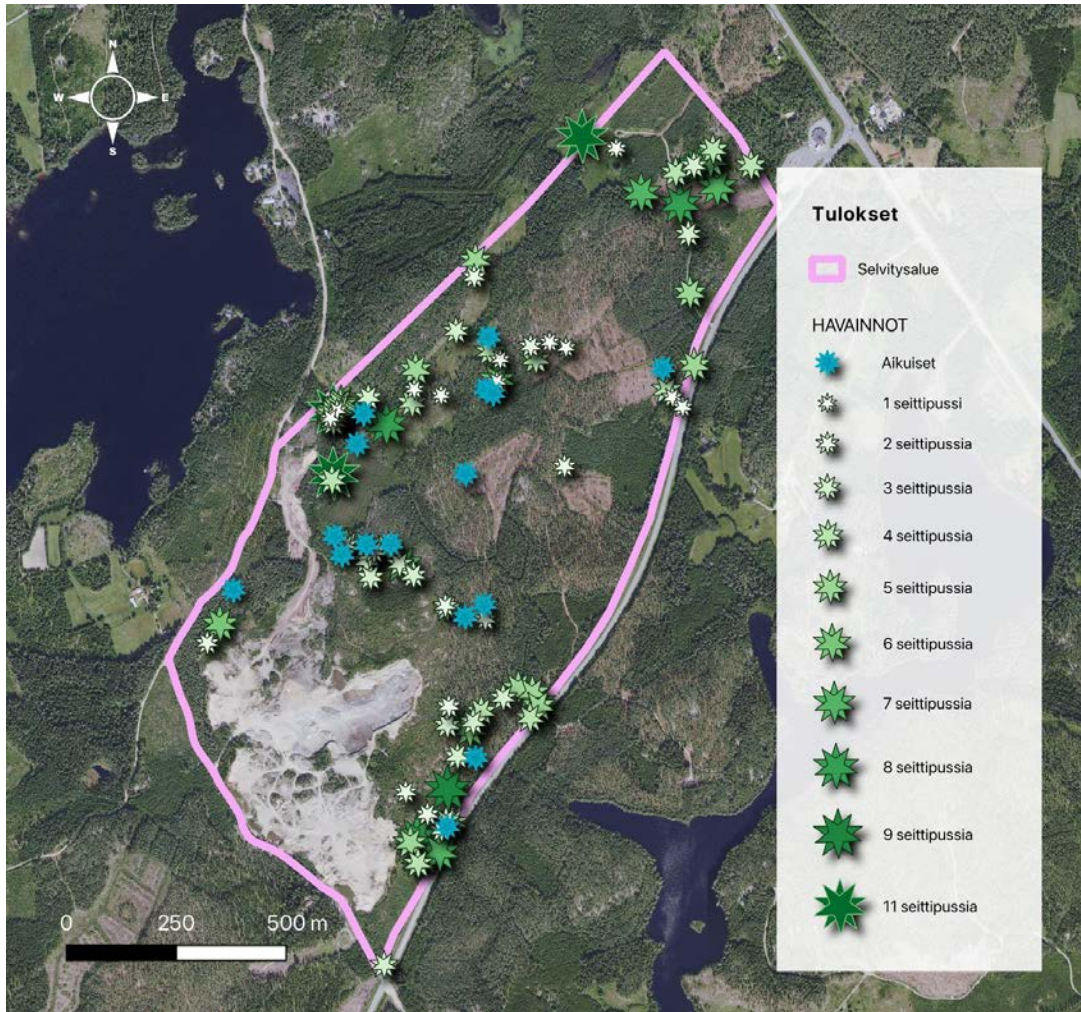 N
W
E
S
Tulokset
Selvitysalue
HAVAINNOT
Aikuiset
1 seittipussi
2 seittipussia
3 seittipussia
4 seittipussia
5 seittipussia
6 seittipussia
7 seittipussia
8 seittipussia
9 seittipussia
11 seittipussia
0 250 500 m